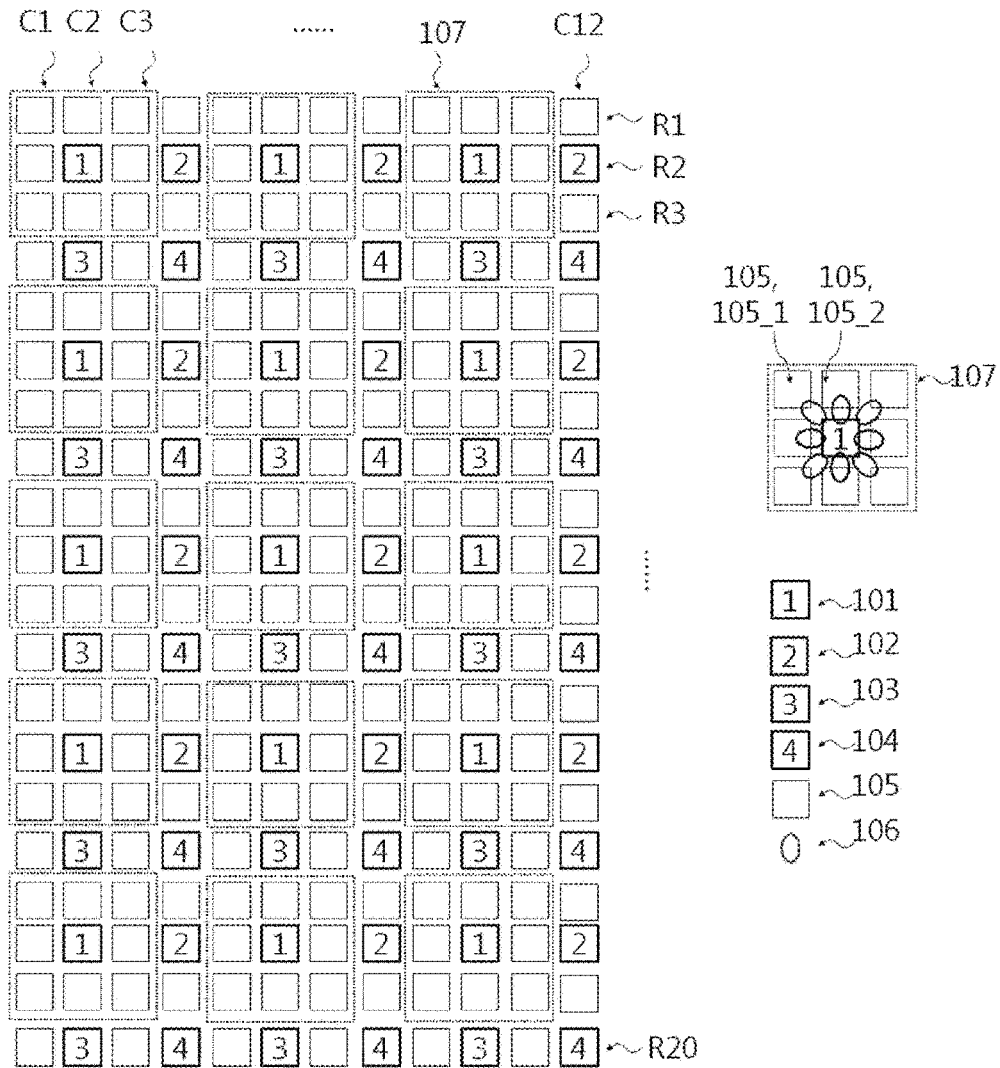 C1 C2 C3 ...... 107 C12
R1
1 2 1 2 1 2 R2
R3
3 4 3 4 3 4
105, 105,
105_1 105_2
1 2 1 2 1 2
107
1
3 4 3 4 3 4
1 2 1 2 1 2
......
1 101
3 4 3 4 3 4
2 102
3 103
1 2 1 2 1 2
4 104
105
3 4 3 4 3 4
106
1 2 1 2 1 2
3 4 3 4 3 4 R20